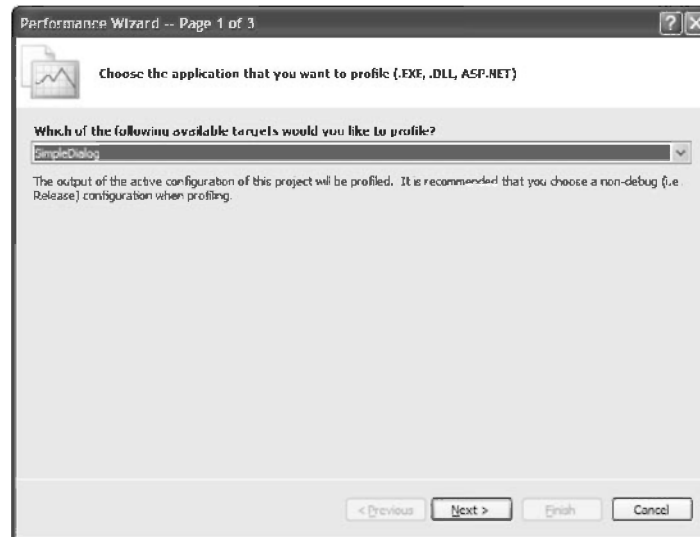 Performance Wizard -- Page 1 of 3
Choose the application that you want to profile (.EXE, .DLL, ASP.NET)
Which of the following available targets would you like to profile?
SimpleDialog
The output of the active configuration of this project will be profiled. It is recommended that you choose a non-debug (i.e
Release) configuration when profiling.
< Previous Next > Finish Cancel